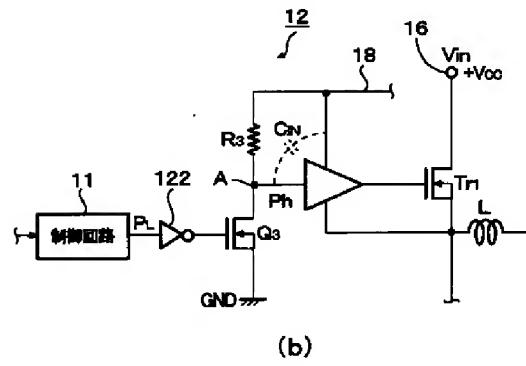 12
16
Vin
+Vcc
18
R3
CIN
A
Ph
Tr1
11
122
L
制御回路
PL
Q3
GND
(b)